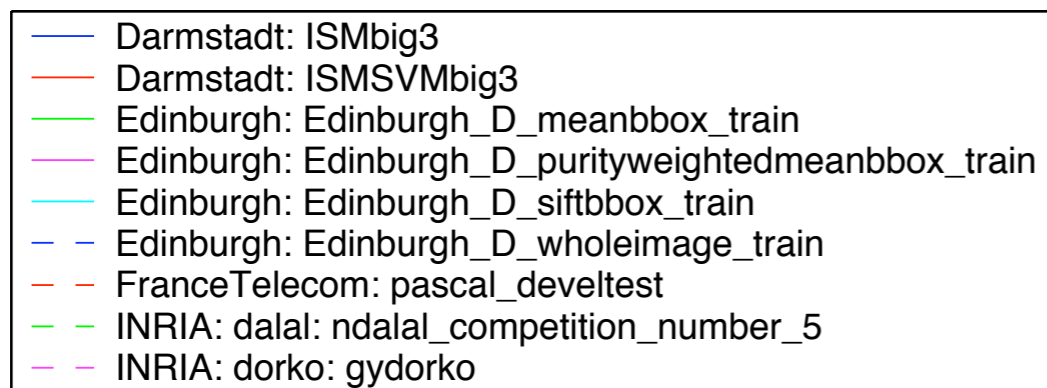 Darmstadt: ISMbig3
Darmstadt: ISMSVMbig3
Edinburgh: Edinburgh_D_meanbbox_train
Edinburgh: Edinburgh_D_purityweightedmeanbbox_train
Edinburgh: Edinburgh_D_siftbbox_train
Edinburgh: Edinburgh_D_wholeimage_train
FranceTelecom: pascal_develtest
INRIA: dalal: ndalal_competition_number_5
INRIA: dorko: gydorko